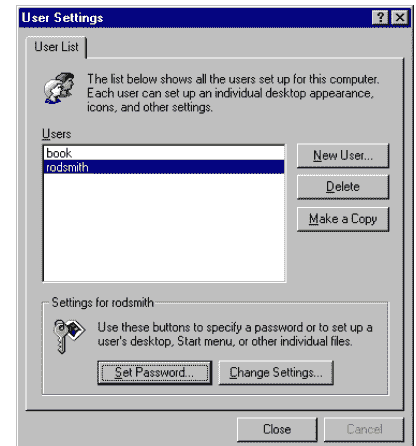 User Settings
User List
The list below shows all the users set up for this computer.
Each user can set up an individual desktop appearance,
icons, and other settings.
Users
book
rodsmith
New User...
Delete
Make a Copy
Settings for rodsmith
Use these buttons to specify a password or to set up a
user's desktop, Start menu, or other individual files.
Set Password...
Change Settings...
Close
Cancel